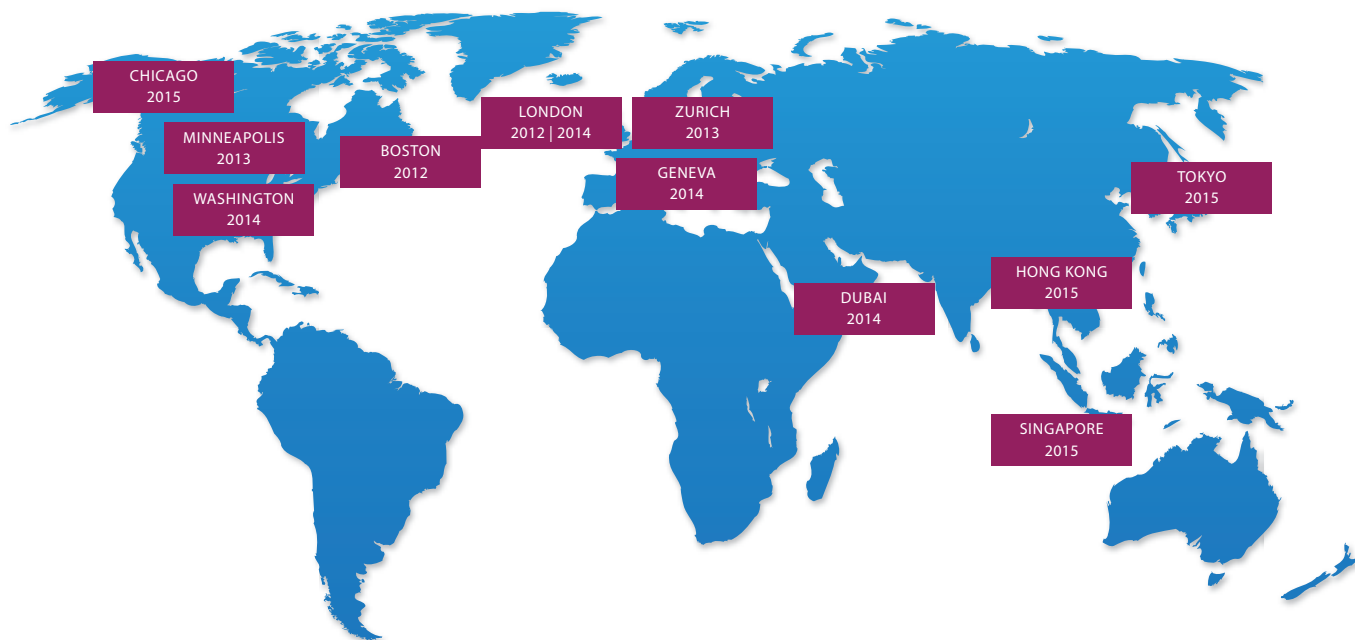 CHICAGO
2015
MINNEAPOLIS
2013
WASHINGTON
2014
BOSTON
2012
LONDON
2012 | 2014
ZURICH
2013
GENEVA
2014
DUBAI
2014
TOKYO
2015
HONG KONG
2015
SINGAPORE
2015